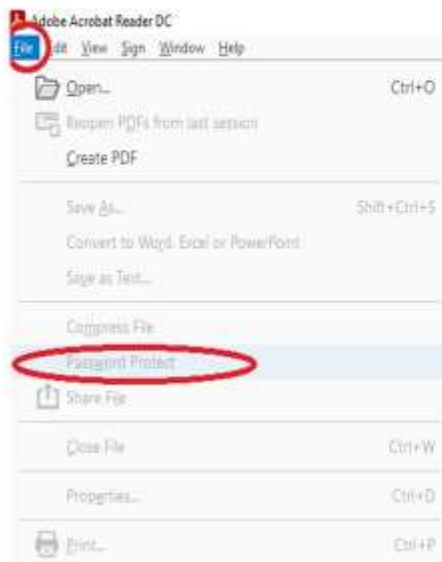 Adobe Acrobat Reader DC
File Edit View Sign Window Help
Open... Ctrl+O
Reopen PDFs from last session
Create PDF
Save As... Shift+Ctrl+S
Convert to Word, Excel or PowerPoint
Save as Text...
Compress File
Password Protect
Share File
Close File Ctrl+W
Properties... Ctrl+D
Print... Ctrl+P